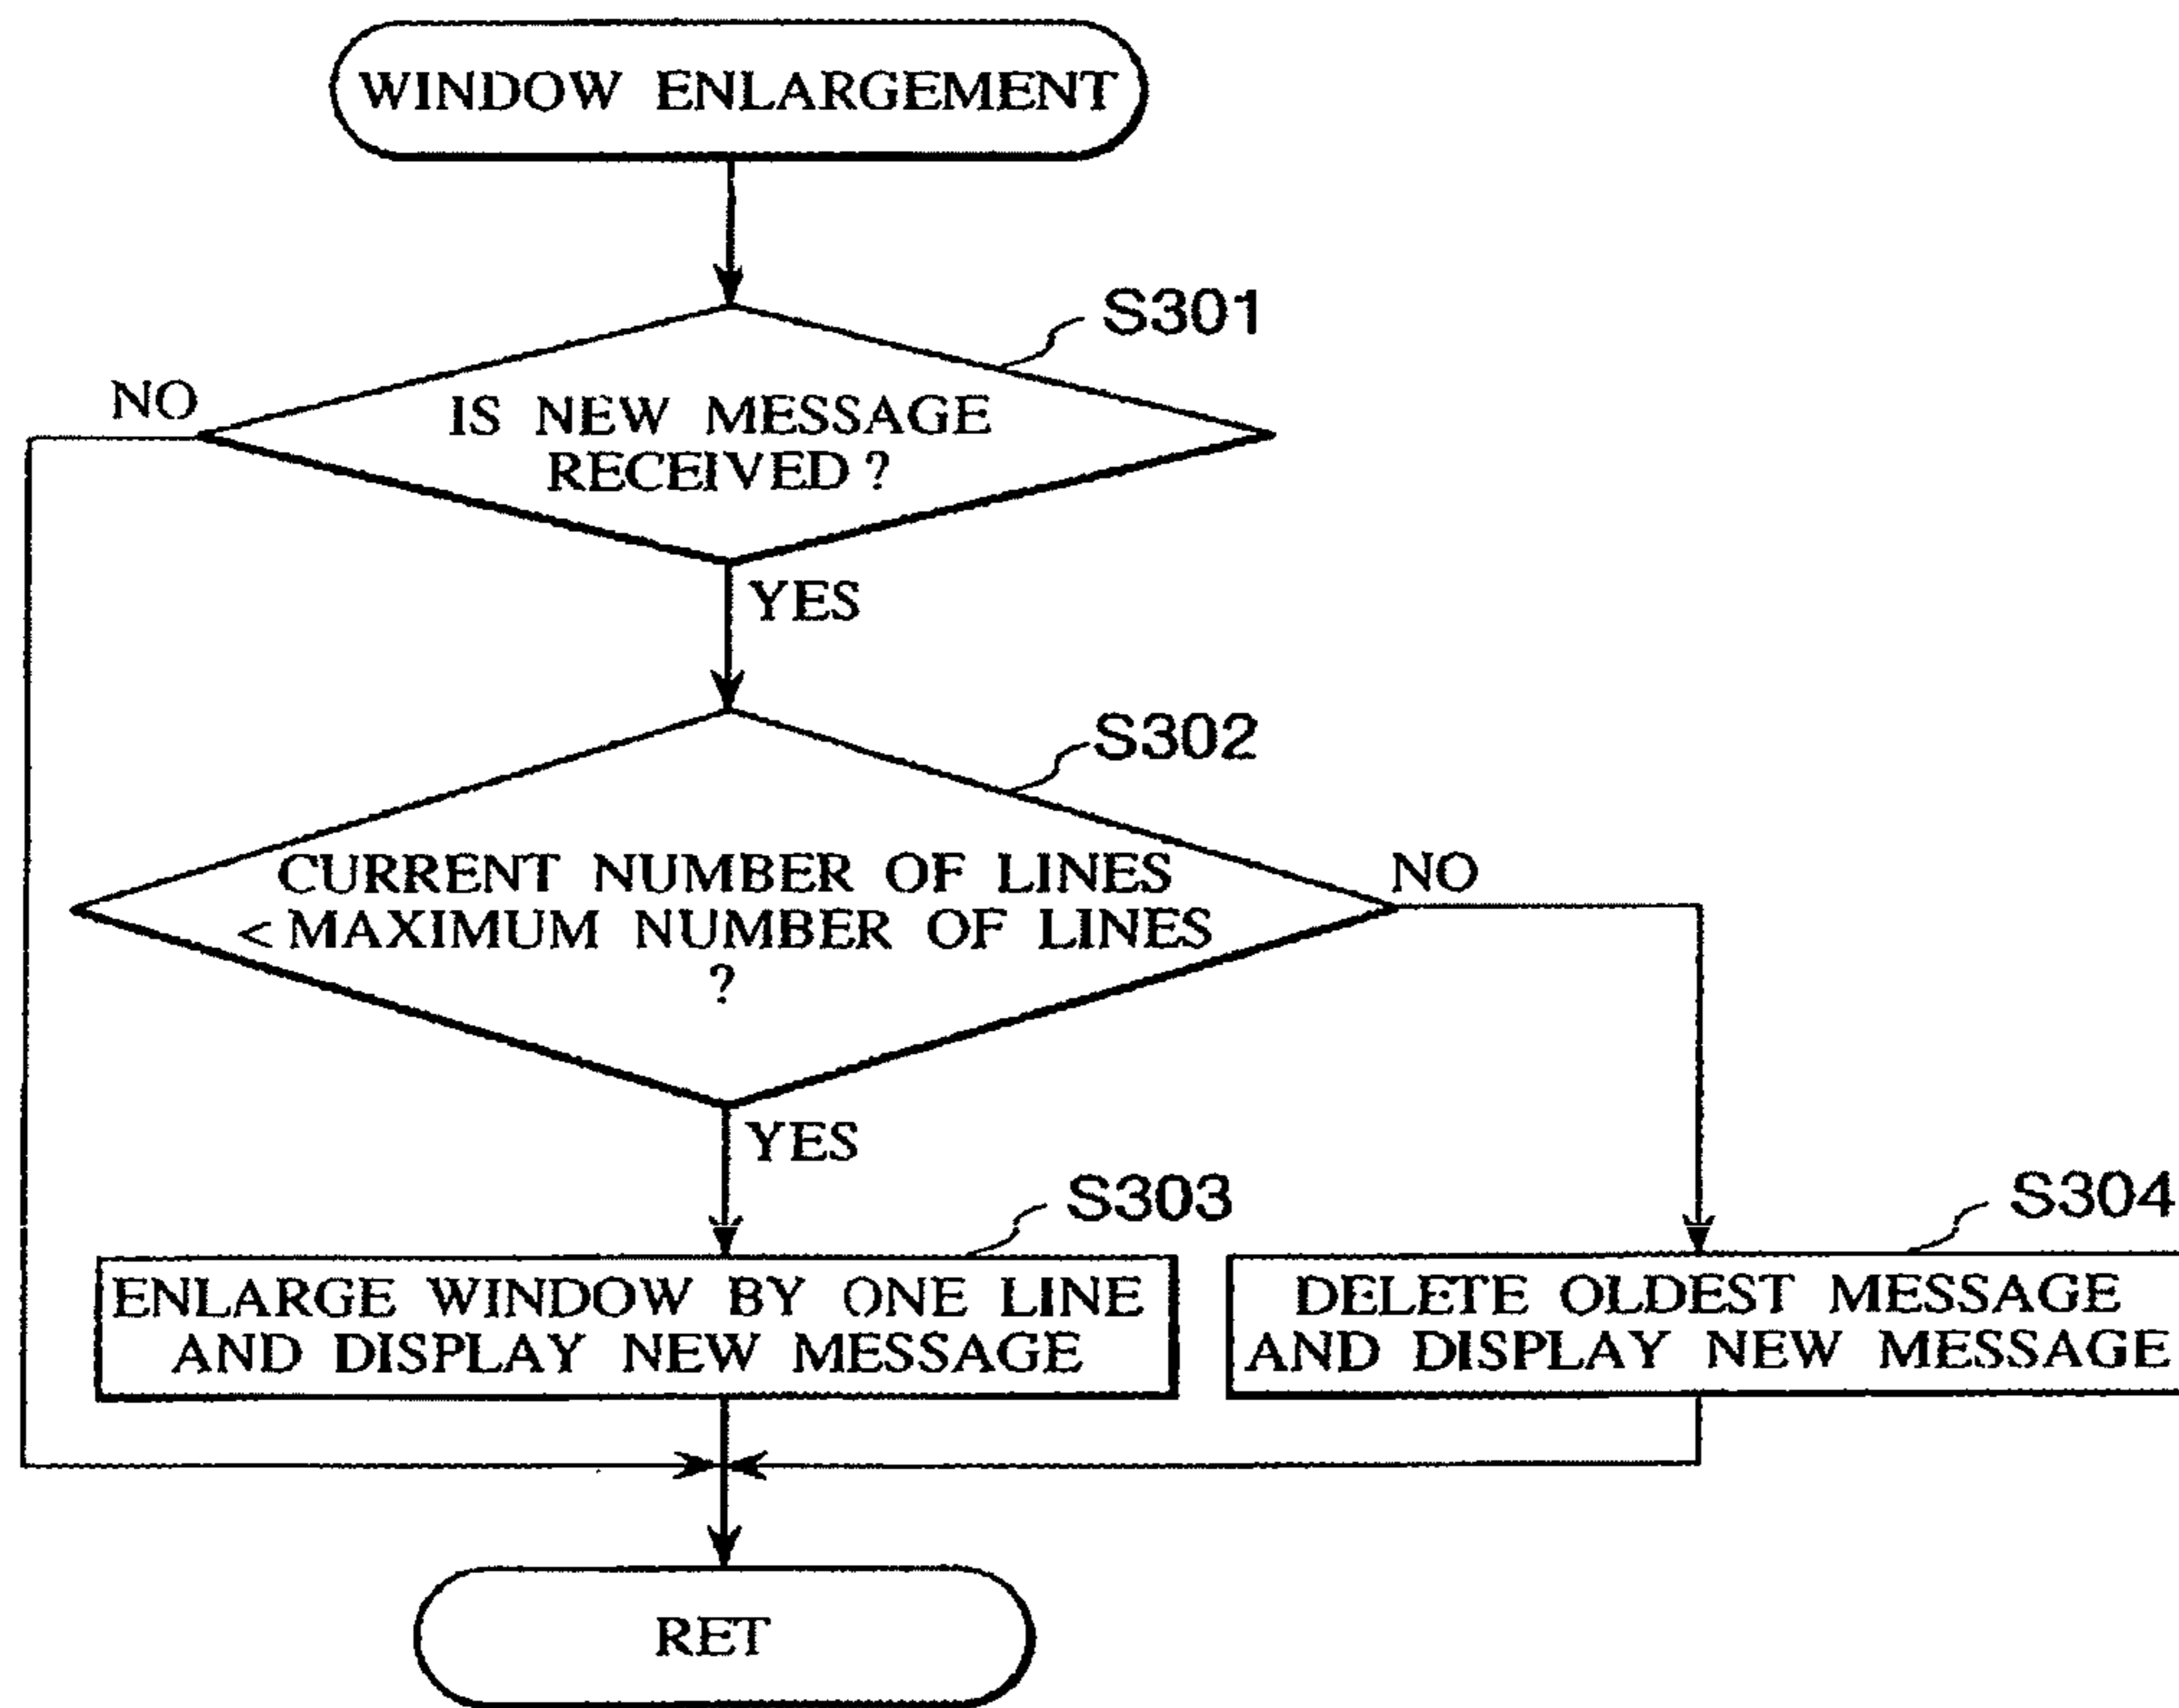 WINDOW ENLARGEMENT
S301
NO
IS NEW MESSAGE
RECEIVED ?
YES
S302
CURRENT NUMBER OF LINES
< MAXIMUM NUMBER OF LINES
?
NO
YES
S303
ENLARGE WINDOW BY ONE LINE
AND DISPLAY NEW MESSAGE
S304
DELETE OLDEST MESSAGE
AND DISPLAY NEW MESSAGE
RET